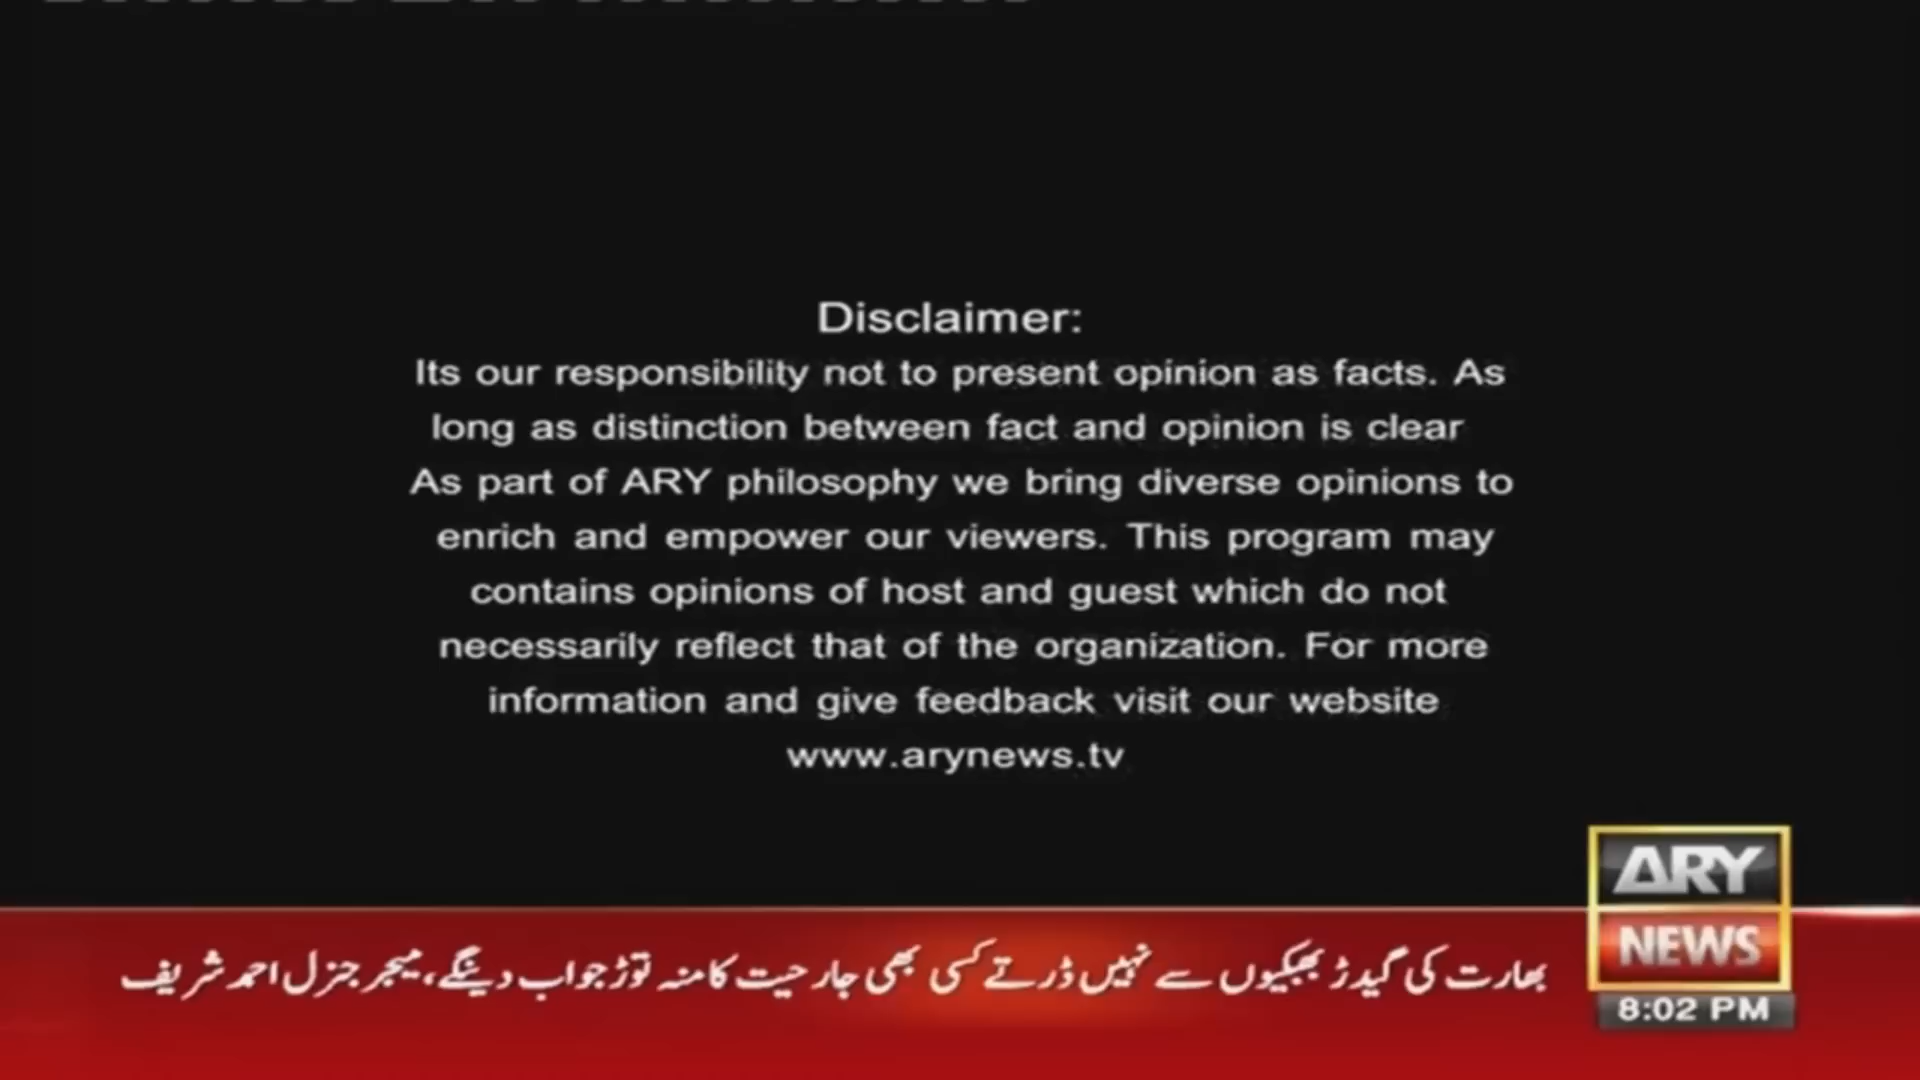 Disclaimer:
Its our responsibility not to present opinion as facts. As
long as distinction between fact and opinion is clear
As part of ARY philosophy we bring diverse opinions to
enrich and empower our viewers. This program may
contains opinions of host and guest which do not
necessarily reflect that of the organization. For more
information and give feedback visit our website
www.arynews.tv
ARY
NEWS
بھارت کی گیدڑ بھبکیوں سے نہیں ڈرتے کسی بھی جارحیت کا منہ توڑ جواب دینگے، میجر جنرل احمد شریف
8:02 PM